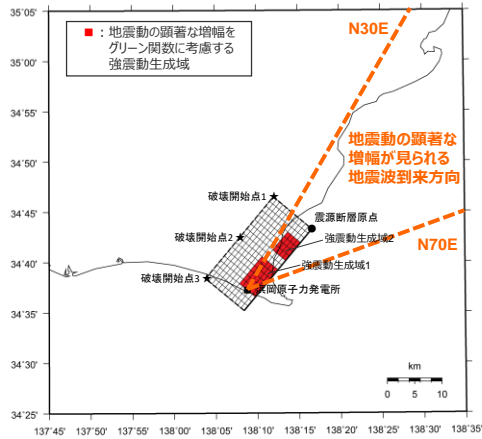 35˚05'
35˚00'
34˚55'
34˚50'
34˚45'
34˚40'
34˚35'
34˚30'
34˚25'
■：地震動の顕著な増幅を
グリーン関数に考慮する
強震動生成域
N30E
地震動の顕著な
増幅が見られる
地震波到来方向
N70E
破壊開始点1
震源断層原点
破壊開始点2
強震動生成域2
強震動生成域1
破壊開始点3
岡原子力発電所
km
0 5 10
137˚45' 137˚50' 137˚55' 138˚00' 138˚05' 138˚10' 138˚15' 138˚20' 138˚25' 138˚30' 138˚35'